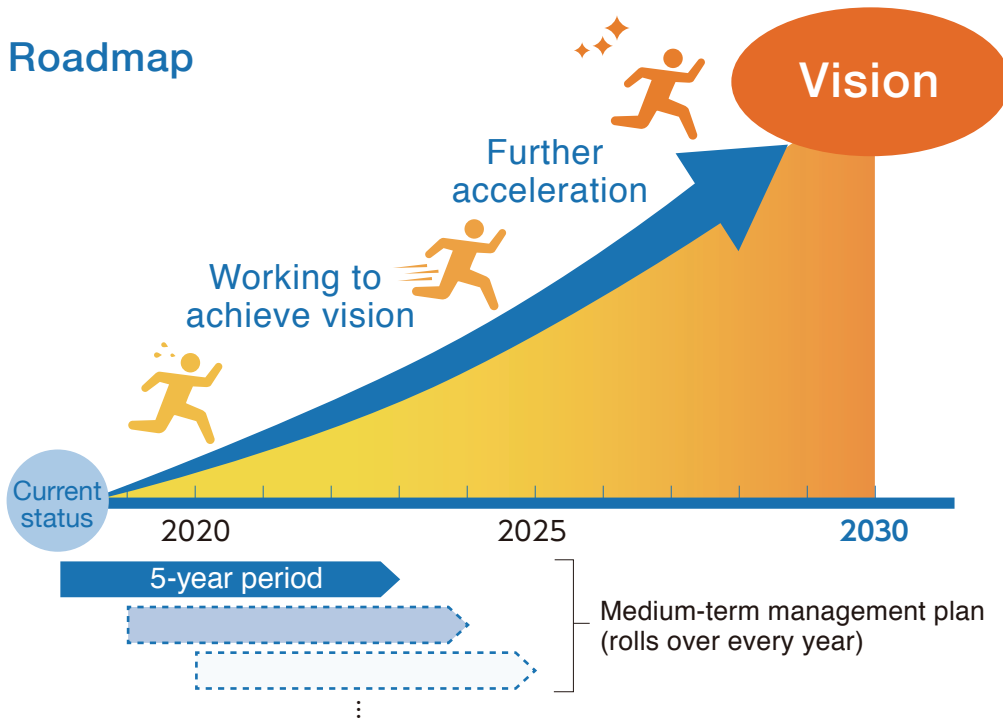 Roadmap
Vision
Further
acceleration
Working to
achieve vision
Current
status
2020
2025
2030
5-year period
Medium-term management plan
(rolls over every year)